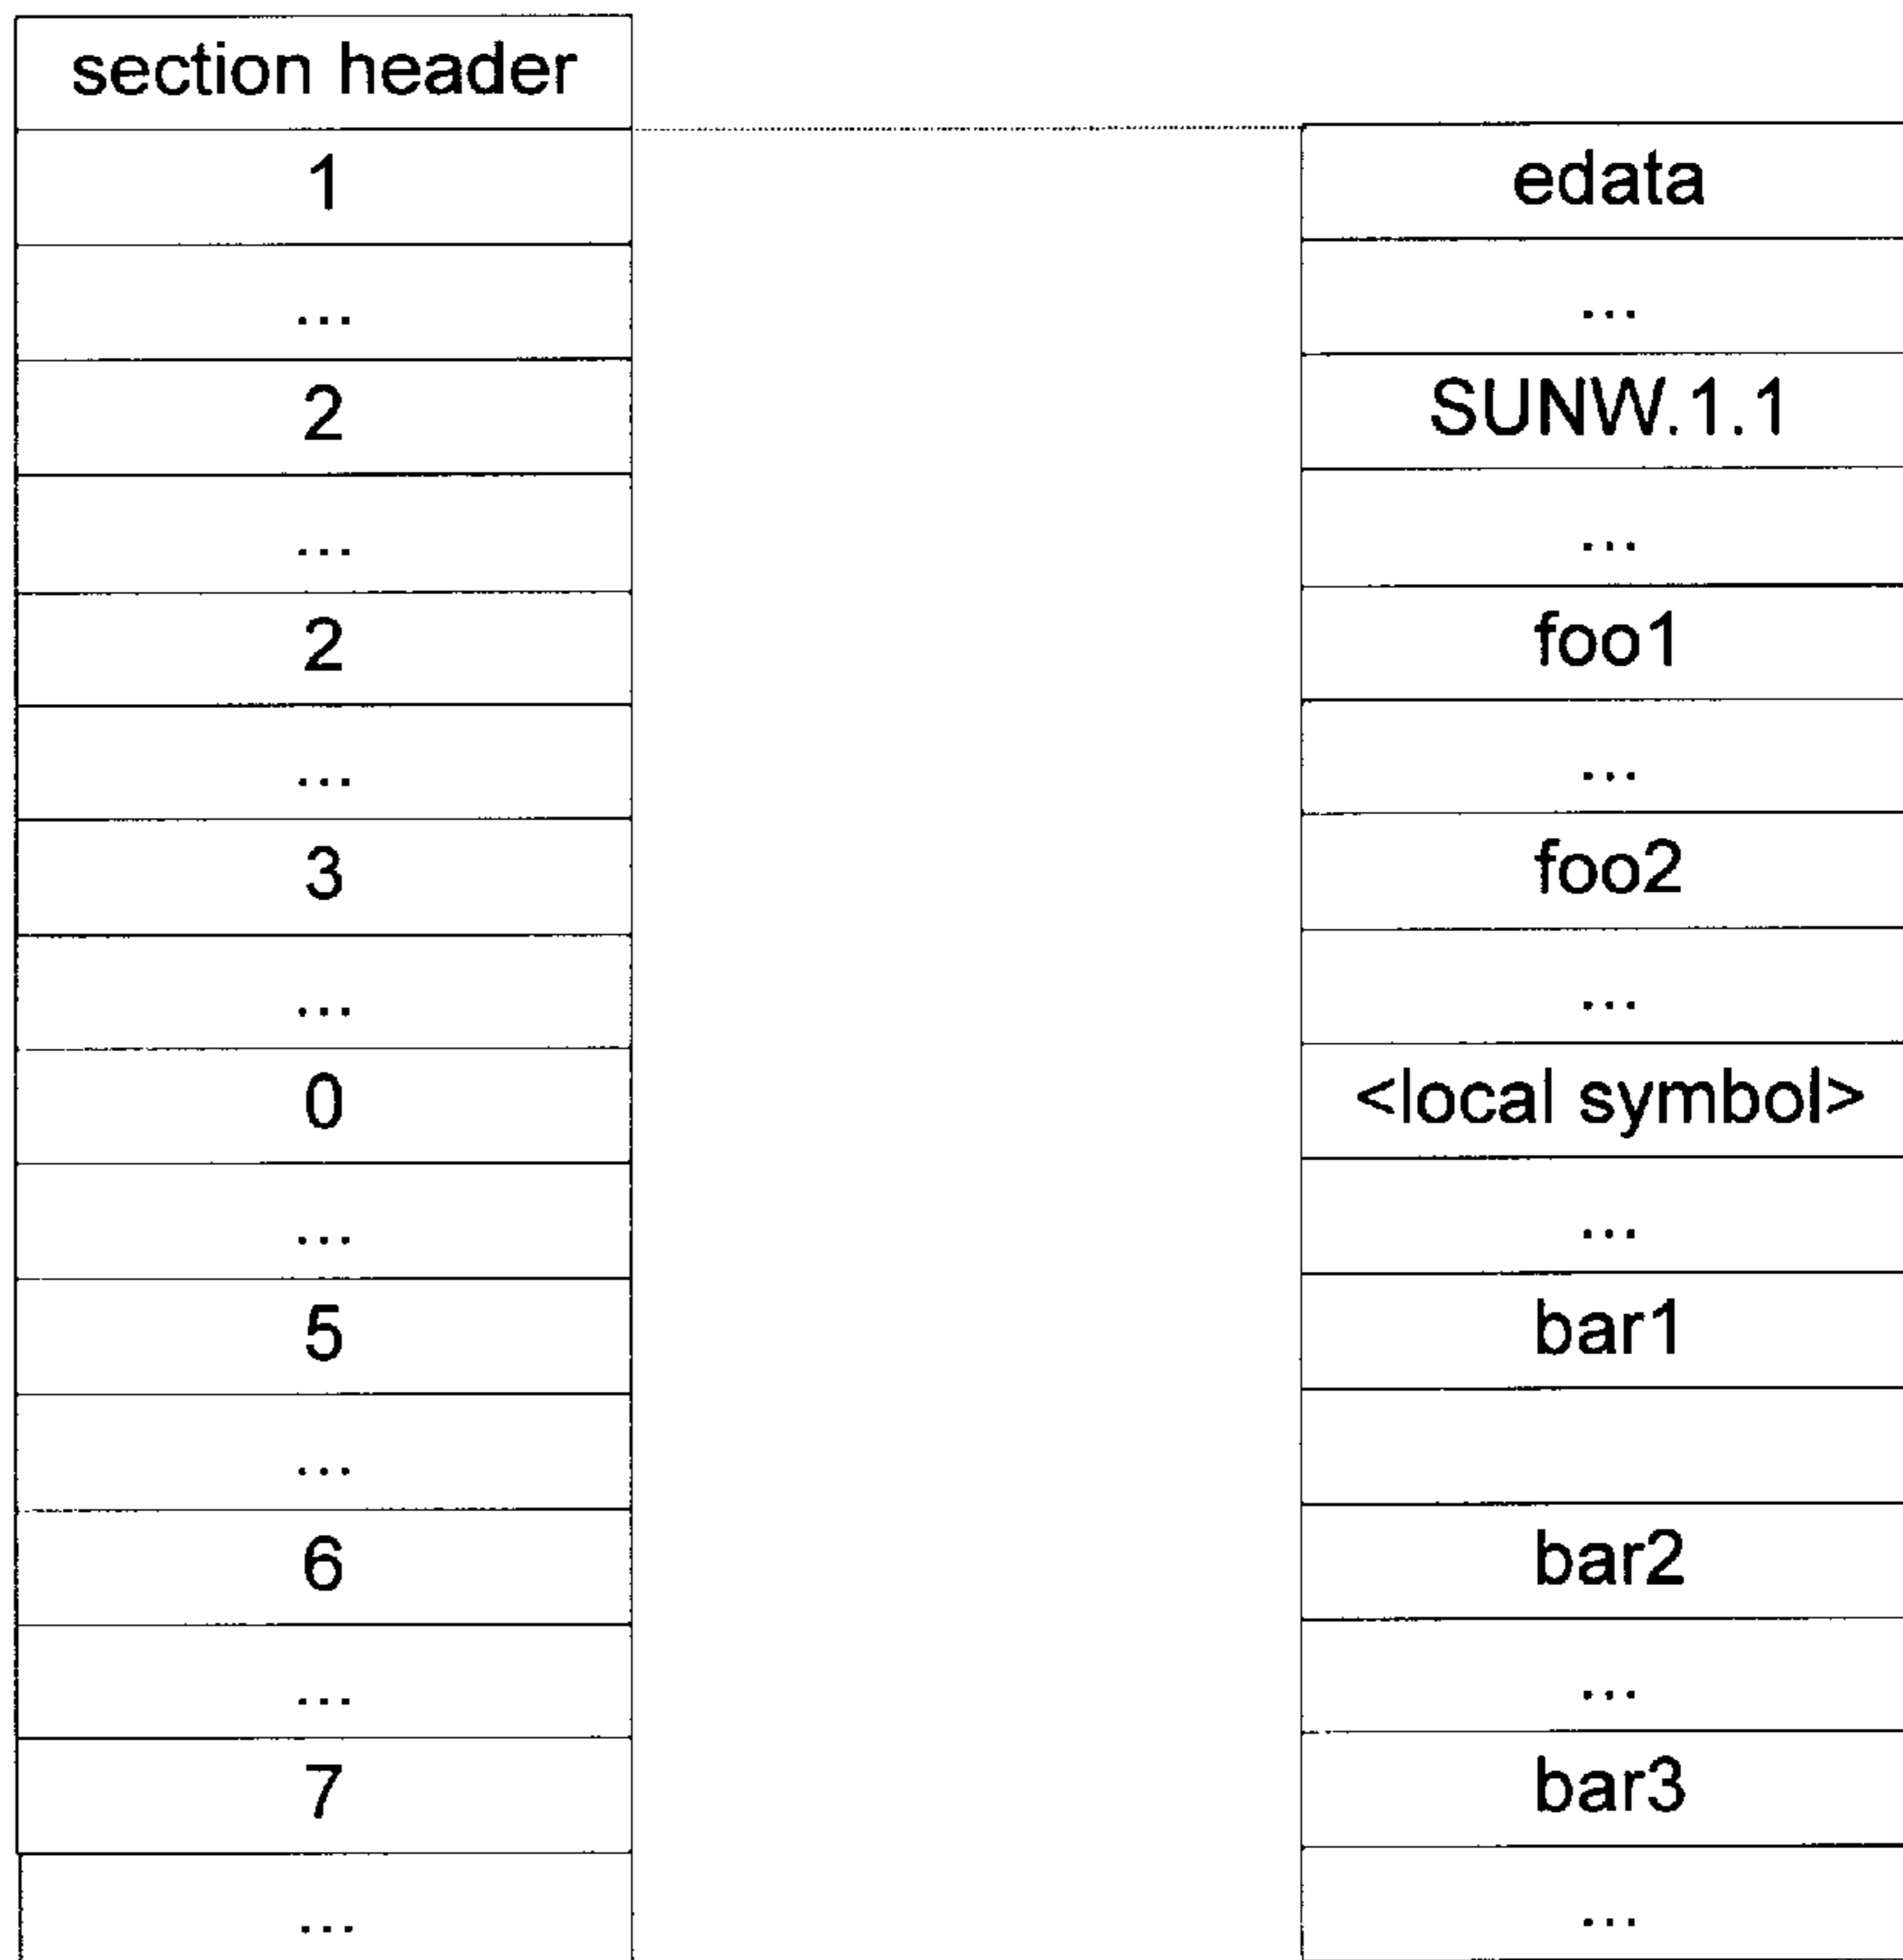 section header
1 edata
... ...
2 SUNW.1.1
... ...
2 foo1
... ...
3 foo2
... ...
0 <local symbol>
... ...
5 bar1
...
6 bar2
... ...
7 bar3
... ...